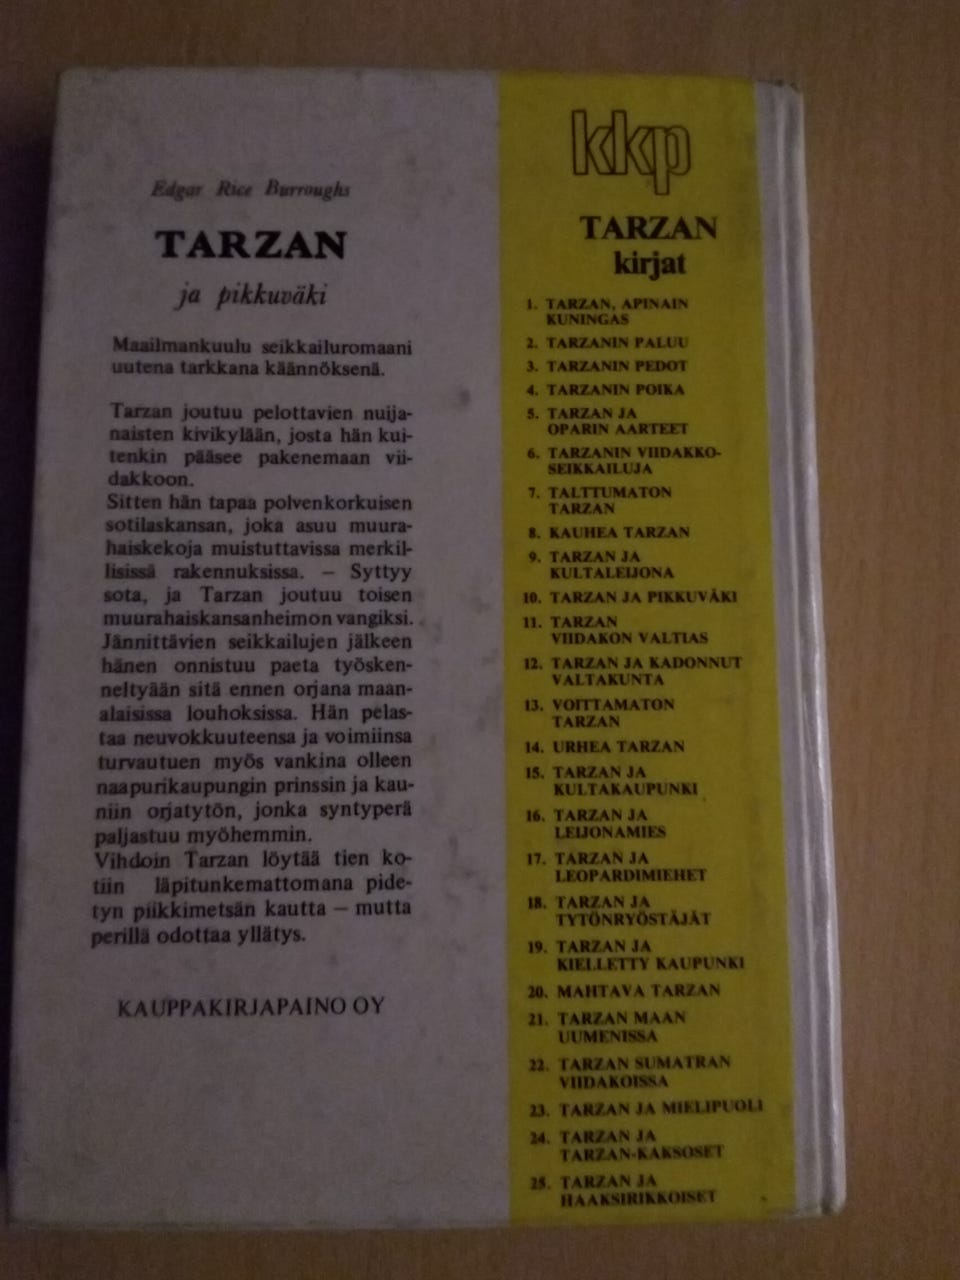 Edgar Rice Burroughs
TARZAN
ja pikkuväki
Maailmankuulu seikkailuromaani
uutena tarkkana käännöksenä.
Tarzan joutuu pelottavien nuija-
naisten kivikylään, josta hän kui-
tenkin pääsee pakenemaan vii-
dakkoon.
Sitten hän tapaa polvenkorkuisen
sotilaskansan, joka asuu muura-
haiskekoja muistuttavissa merkil-
lisissä rakennuksissa. — Syttyy
sota, ja Tarzan joutuu toisen
muurahaiskansanheimon vangiksi.
Jännittävien seikkailujen jälkeen
hänen onnistuu paeta työsken-
neltyään sitä ennen orjana maan-
alaisissa louhoksissa. Hän pelas-
taa neuvokkuuteensa ja voimiinsa
turvautuen myös vankina olleen
naapurikaupungin prinssin ja kau-
niin orjatytön, jonka syntyperä
paljastuu myöhemmin.
Vihdoin Tarzan löytää tien ko-
tiin läpitunkemattomana pide-
tyn piikkimetsän kautta — mutta
perillä odottaa yllätys.
KAUPPAKIRJAPAINO OY
kkp
TARZAN
kirjat
1. TARZAN, APINAIN
KUNINGAS
2. TARZANIN PALUU
3. TARZANIN PEDOT
4. TARZANIN POIKA
5. TARZAN JA
OPARIN AARTEET
6. TARZANIN VIIDAKKO-
SEIKKAILUJA
7. TALTTUMATON
TARZAN
8. KAUHEA TARZAN
9. TARZAN JA
KULTALEIJONA
10. TARZAN JA PIKKUVÄKI
11. TARZAN
VIIDAKON VALTIAS
12. TARZAN JA KADONNUT
VALTAKUNTA
13. VOITTAMATON
TARZAN
14. URHEA TARZAN
15. TARZAN JA
KULTAKAUPUNKI
16. TARZAN JA
LEIJONAMIES
17. TARZAN JA
LEOPARDIMIEHET
18. TARZAN JA
TYTÖNRYÖSTÄJÄT
19. TARZAN JA
KIELLETTY KAUPUNKI
20. MAHTAVA TARZAN
21. TARZAN MAAN
UUMENISSA
22. TARZAN SUMATRAN
VIIDAKOISSA
23. TARZAN JA MIELIPUOLI
24. TARZAN JA
TARZAN-KAKSOSET
25. TARZAN JA
HAAKSIRIKKOISET